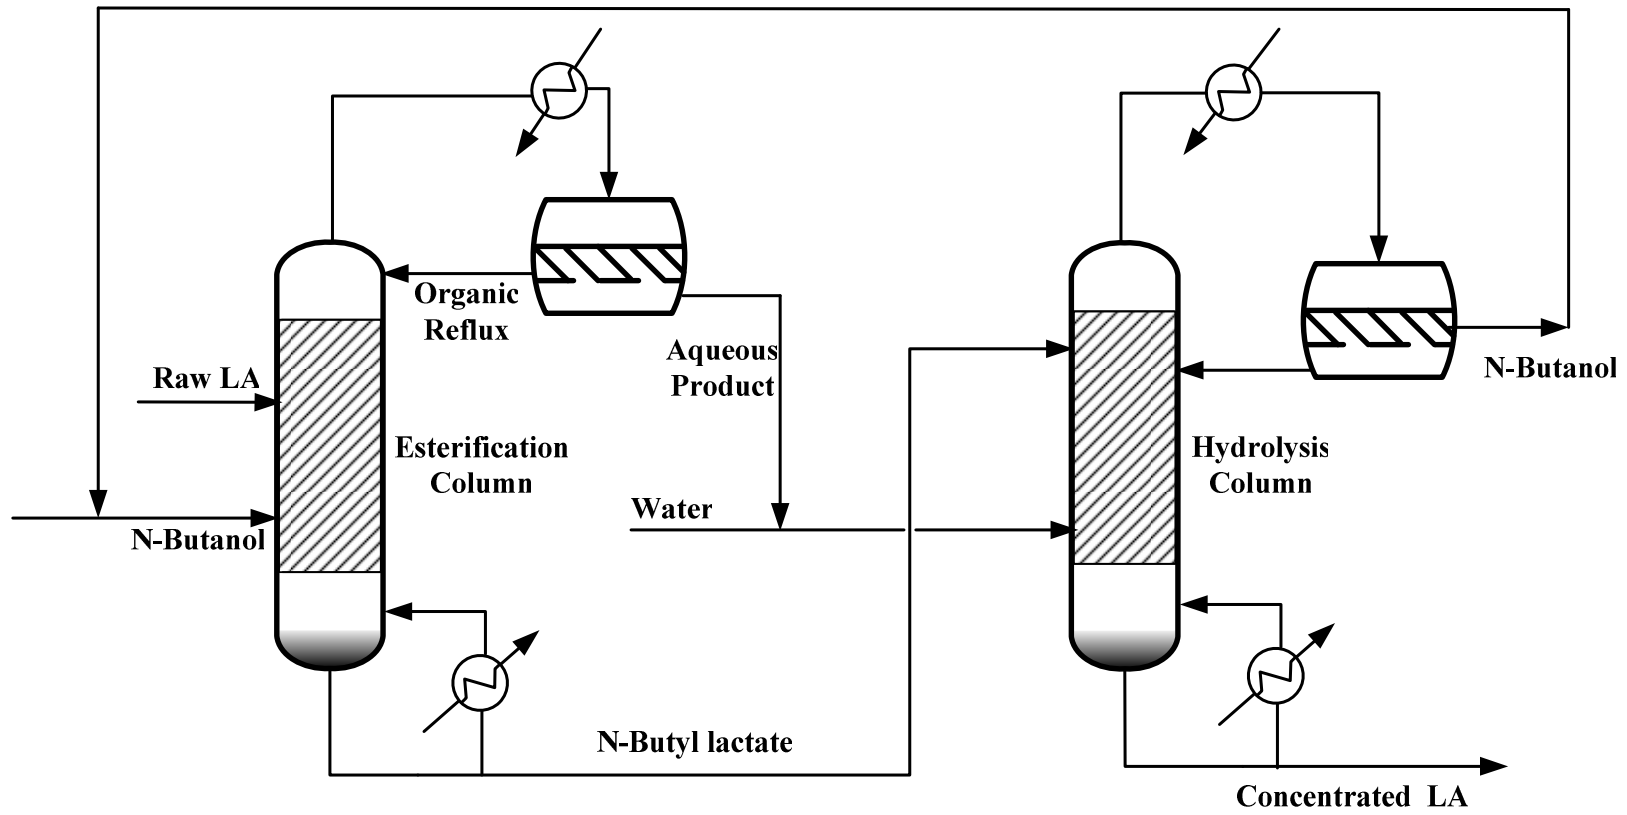 Organic
Reflux
Aqueous
Product
N-Butanol
Raw LA
Esterification
Column
Hydrolysis
Column
Water
N-Butanol
N-Butyl lactate
Concentrated LA